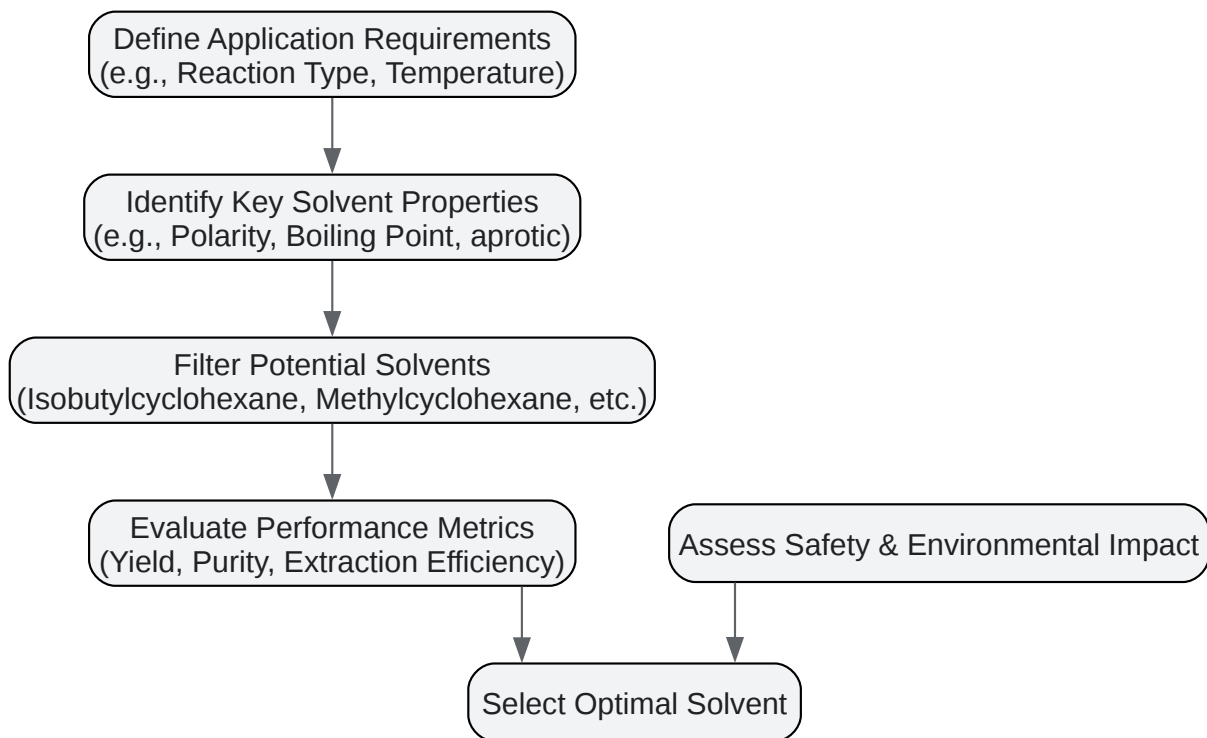 Define Application Requirements
(e.g., Reaction Type, Temperature)
Identify Key Solvent Properties
(e.g., Polarity, Boiling Point, aprotic)
Filter Potential Solvents
(Isobutylcyclohexane, Methylcyclohexane, etc.)
Evaluate Performance Metrics
(Yield, Purity, Extraction Efficiency)
Assess Safety & Environmental Impact
Select Optimal Solvent